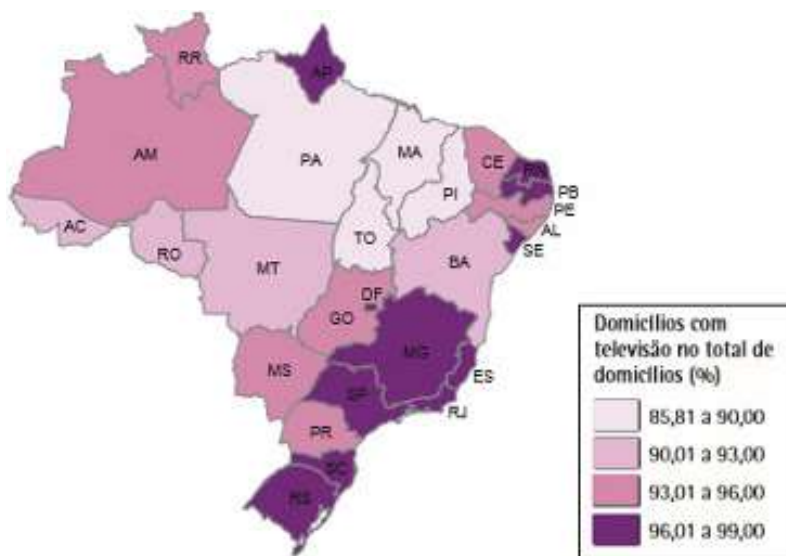 RR
AP
AM
PA
MA
CE
RN
PI
PB
PE
AC
TO
AL
RO
SE
MT
BA
DF
GO
MG
MS
ES
SP
RJ
PR
SC
RS
Domicílios com
televisão no total de
domicílios (%)
85,81 a 90,00
90,01 a 93,00
93,01 a 96,00
96,01 a 99,00